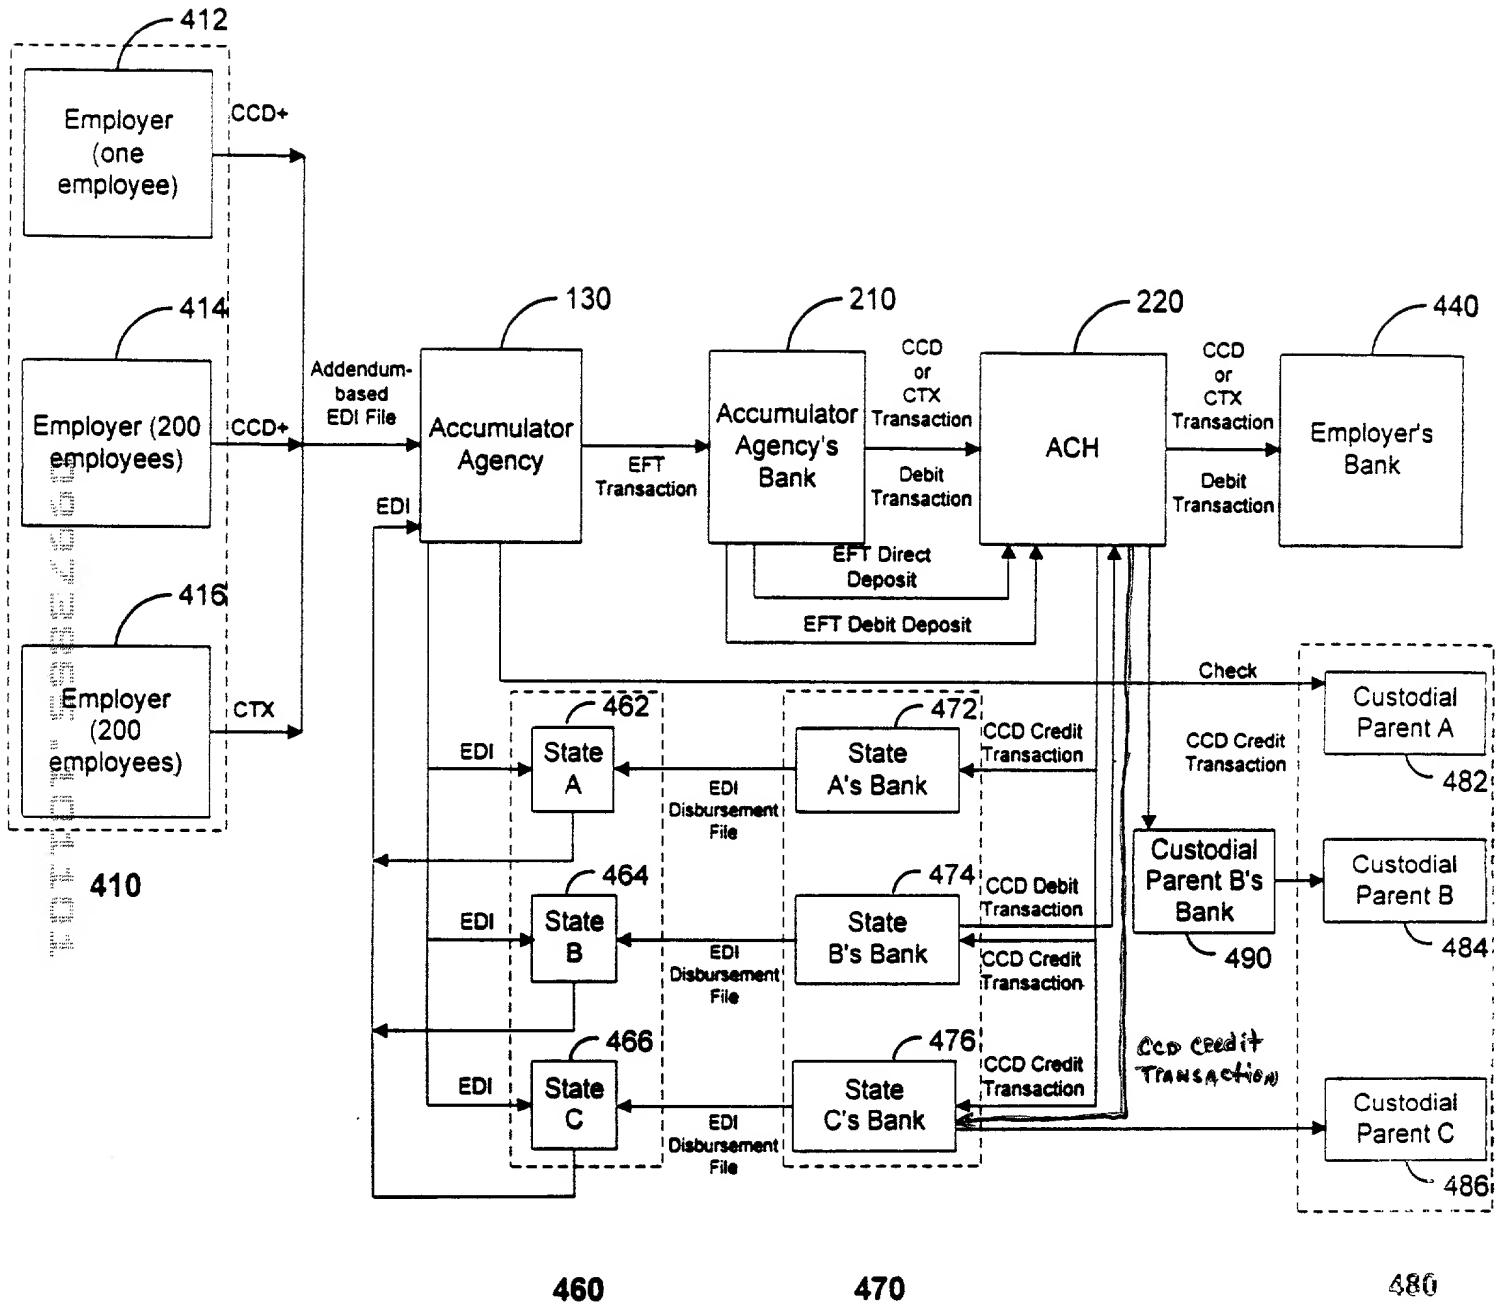 412
Employer
(one
employee)
CCD+
414
Employer (200
employees)
CCD+
416
Employer
(200
employees)
CTX
410
Addendum-
based
EDI File
EDI
130
Accumulator
Agency
EFT
Transaction
210
Accumulator
Agency's
Bank
CCD
or
CTX
Transaction
Debit
Transaction
220
ACH
CCD
or
CTX
Transaction
Debit
Transaction
440
Employer's
Bank
EFT Direct
Deposit
EFT Debit Deposit
Check
462
State
A
EDI
EDI
Disbursement
File
472
State
A's Bank
CCD Credit
Transaction
CCD Credit
Transaction
Custodial
Parent A
482
464
State
B
EDI
EDI
Disbursement
File
474
State
B's Bank
CCD Debit
Transaction
CCD Credit
Transaction
Custodial
Parent B's
Bank
490
Custodial
Parent B
484
466
State
C
EDI
EDI
Disbursement
File
476
State
C's Bank
CCD Credit
Transaction
CCD Credit
TRANSACTION
Custodial
Parent C
486
460
470
480